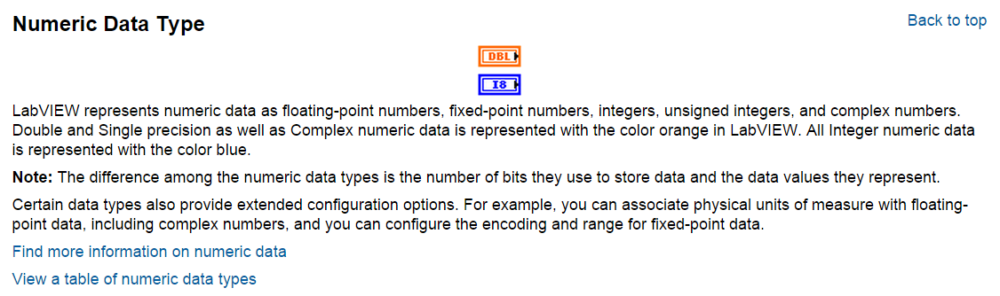 Numeric Data Type
Back to top
DBL
I8
LabVIEW represents numeric data as floating-point numbers, fixed-point numbers, integers, unsigned integers, and complex numbers.
Double and Single precision as well as Complex numeric data is represented with the color orange in LabVIEW. All Integer numeric data
is represented with the color blue.
Note: The difference among the numeric data types is the number of bits they use to store data and the data values they represent.
Certain data types also provide extended configuration options. For example, you can associate physical units of measure with floating-
point data, including complex numbers, and you can configure the encoding and range for fixed-point data.
Find more information on numeric data
View a table of numeric data types